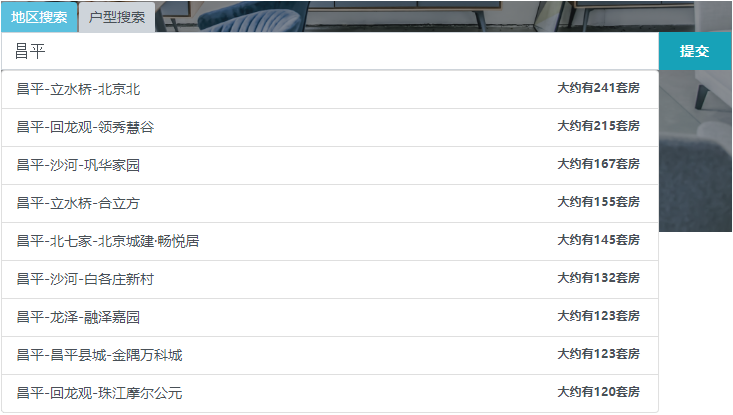 地区搜索 户型搜索
昌平 提交
昌平-立水桥-北京北 大约有241套房
昌平-回龙观-领秀慧谷 大约有215套房
昌平-沙河-巩华家园 大约有167套房
昌平-立水桥-合立方 大约有155套房
昌平-北七家-北京城建·畅悦居 大约有145套房
昌平-沙河-白各庄新村 大约有132套房
昌平-龙泽-融泽嘉园 大约有123套房
昌平-昌平县城-金隅万科城 大约有123套房
昌平-回龙观-珠江摩尔公元 大约有120套房